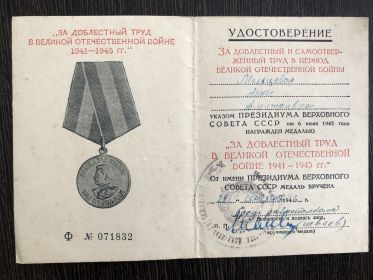 „ЗА ДОБЛЕСТНЫЙ ТРУД
В ВЕЛИКОЙ ОТЕЧЕСТВЕННОЙ ВОЙНЕ
1941—1945 гг.“
Ф № 071832
УДОСТОВЕРЕНИЕ
ЗА ДОБЛЕСТНЫЙ И САМООТВЕР-
ЖЕННЫЙ ТРУД В ПЕРИОД
ВЕЛИКОЙ ОТЕЧЕСТВЕННОЙ ВОЙНЫ
УКАЗОМ ПРЕЗИДИУМА ВЕРХОВНОГО
СОВЕТА СССР от 6 июня 1945 года
НАГРАЖДЕН МЕДАЛЬЮ
„ЗА ДОБЛЕСТНЫЙ ТРУД
В ВЕЛИКОЙ ОТЕЧЕСТВЕННОЙ
ВОЙНЕ 1941—1945 гг.“
От имени ПРЕЗИДИУМА ВЕРХОВНОГО
СОВЕТА СССР МЕДАЛЬ ВРУЧЕНА
1946 г.
М. П.